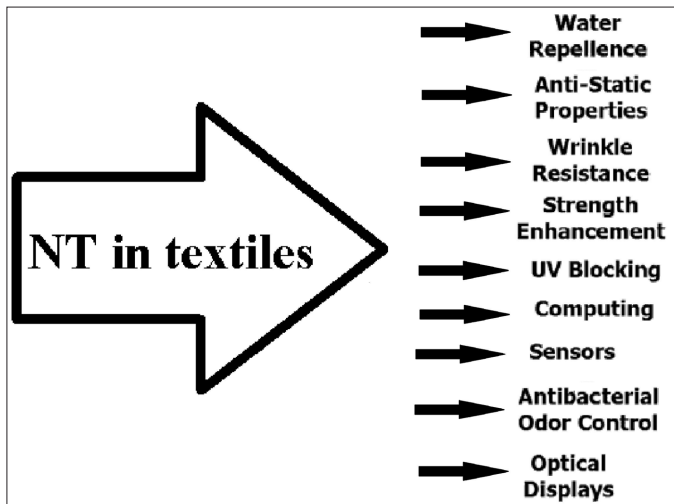 NT in textiles
Water
Repellence
Anti-Static
Properties
Wrinkle
Resistance
Strength
Enhancement
UV Blocking
Computing
Sensors
Antibacterial
Odor Control
Optical
Displays